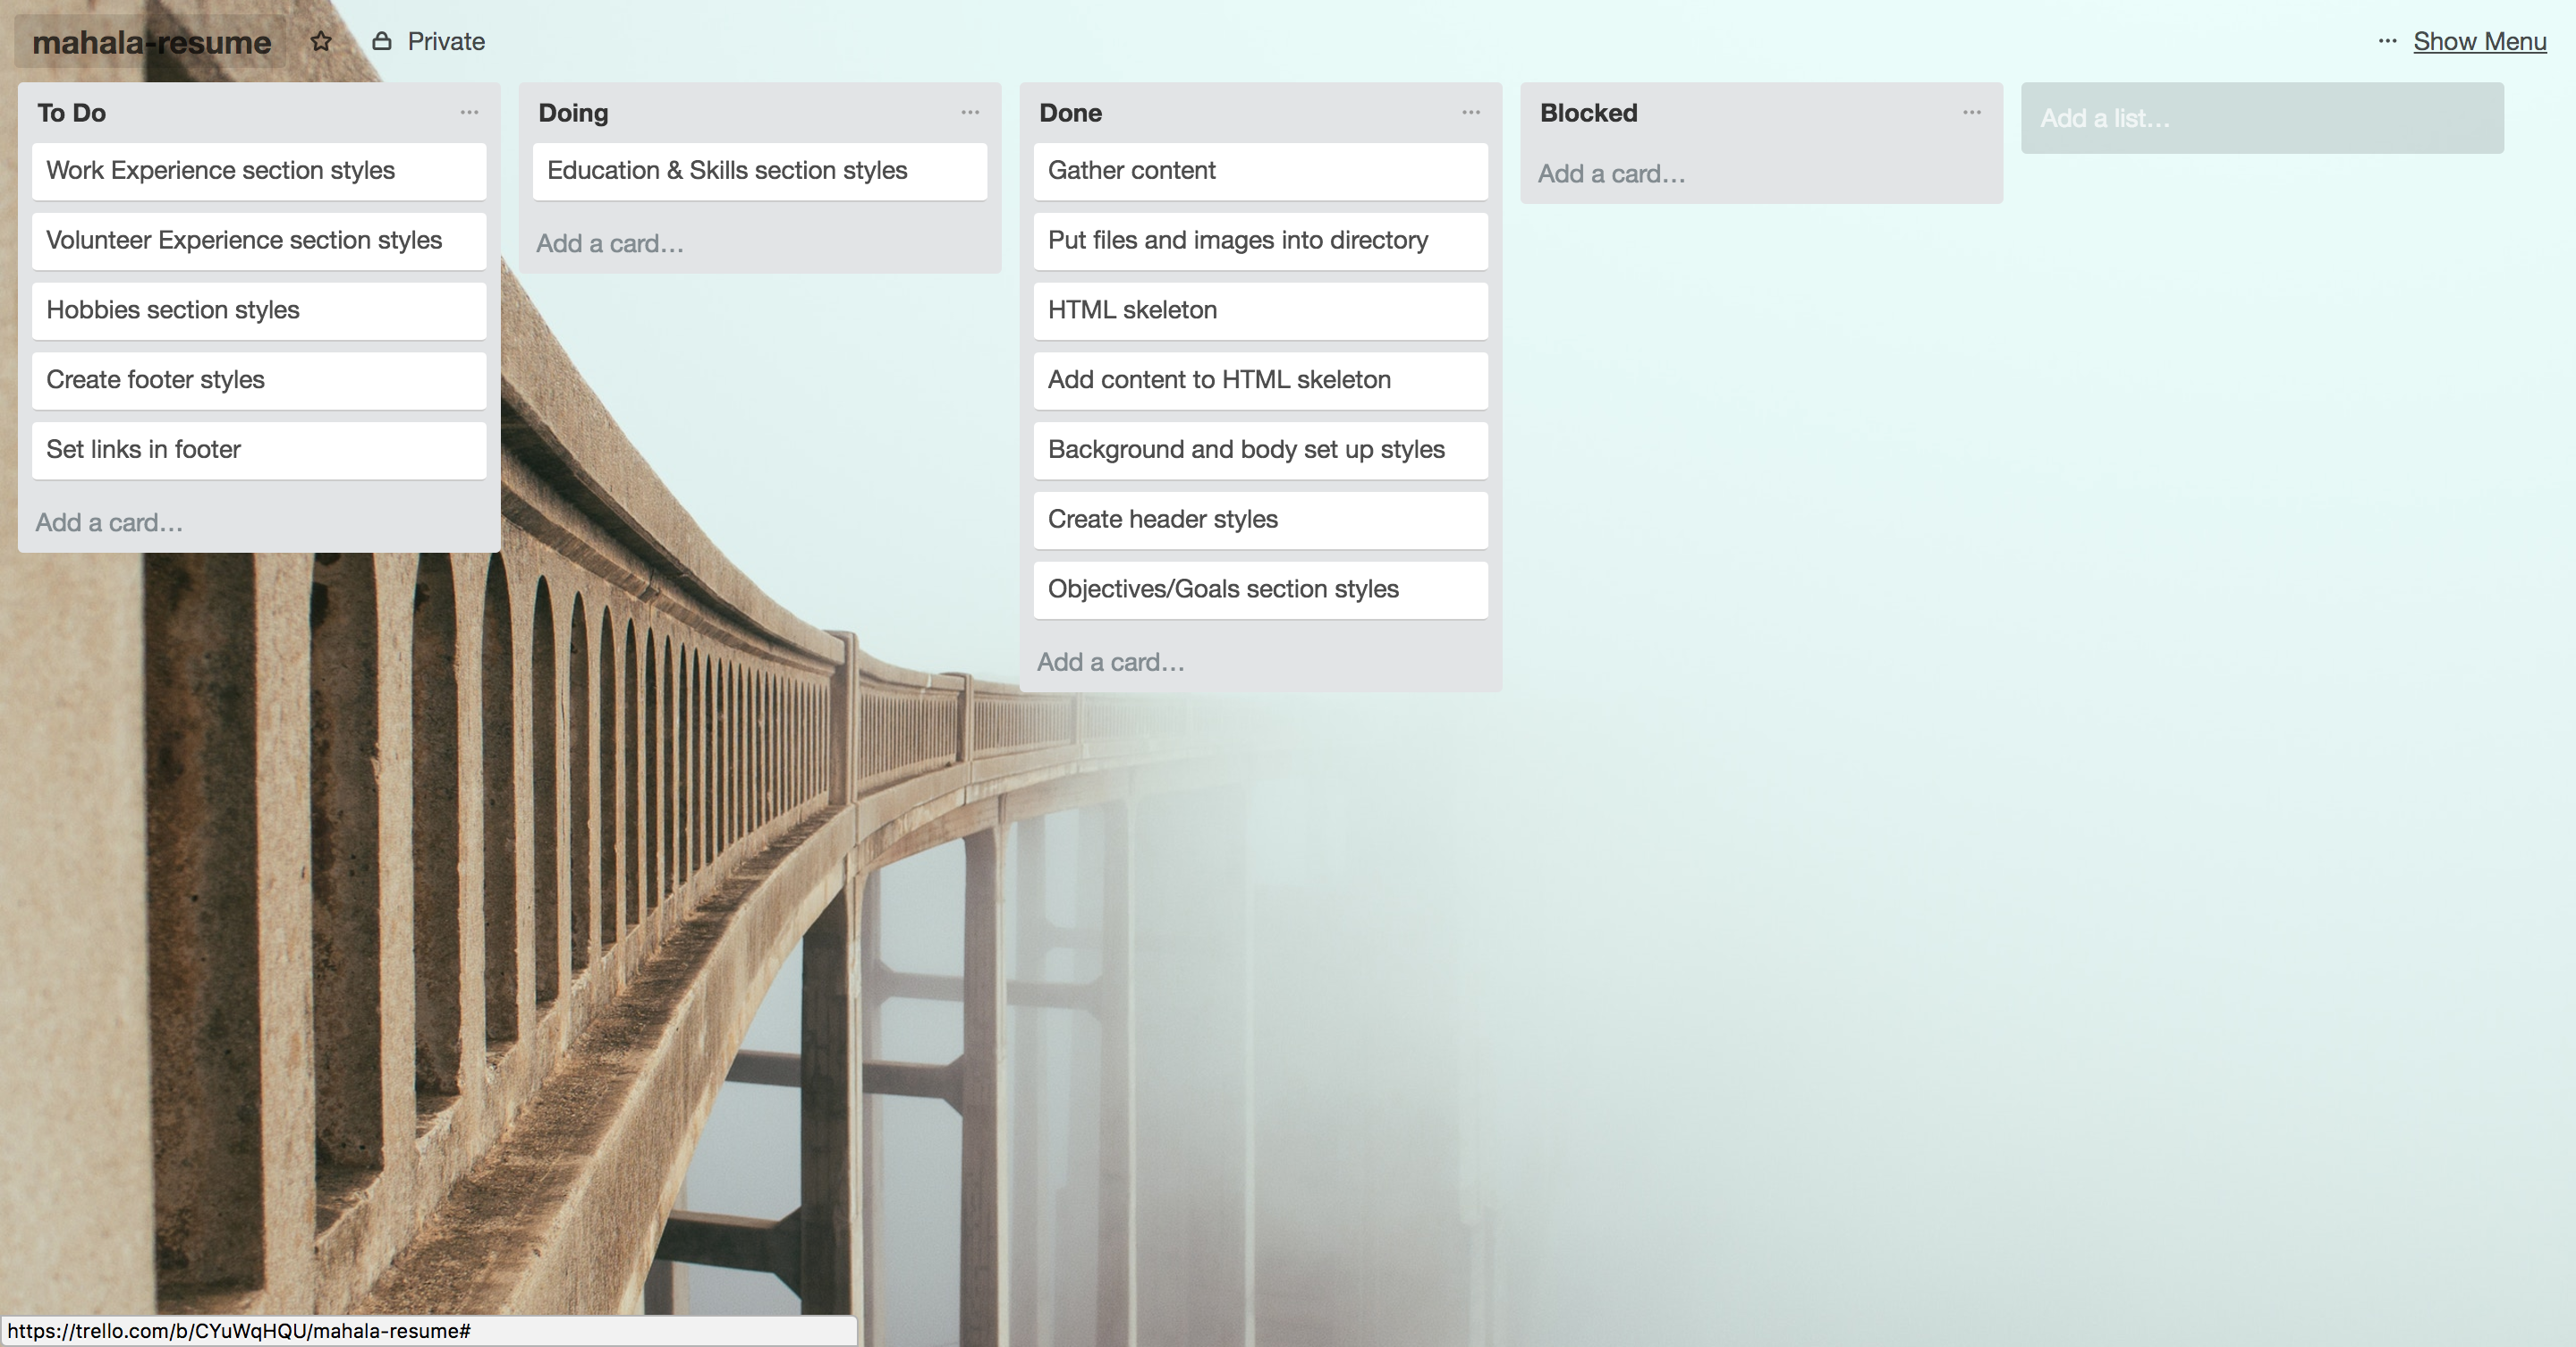 mahala-resume
Private
... Show Menu
To Do
...
Work Experience section styles
Volunteer Experience section styles
Hobbies section styles
Create footer styles
Set links in footer
Add a card...
Doing
...
Education & Skills section styles
Add a card...
Done
...
Gather content
Put files and images into directory
HTML skeleton
Add content to HTML skeleton
Background and body set up styles
Create header styles
Objectives/Goals section styles
Add a card...
Blocked
...
Add a card...
Add a list...
https://trello.com/b/CYuWqHQU/mahala-resume#